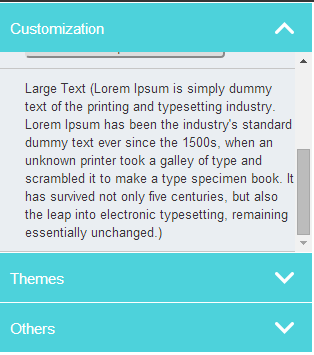 Customization
Large Text (Lorem Ipsum is simply dummy
text of the printing and typesetting industry.
Lorem Ipsum has been the industry's standard
dummy text ever since the 1500s, when an
unknown printer took a galley of type and
scrambled it to make a type specimen book. It
has survived not only five centuries, but also
the leap into electronic typesetting, remaining
essentially unchanged.)
Themes
Others